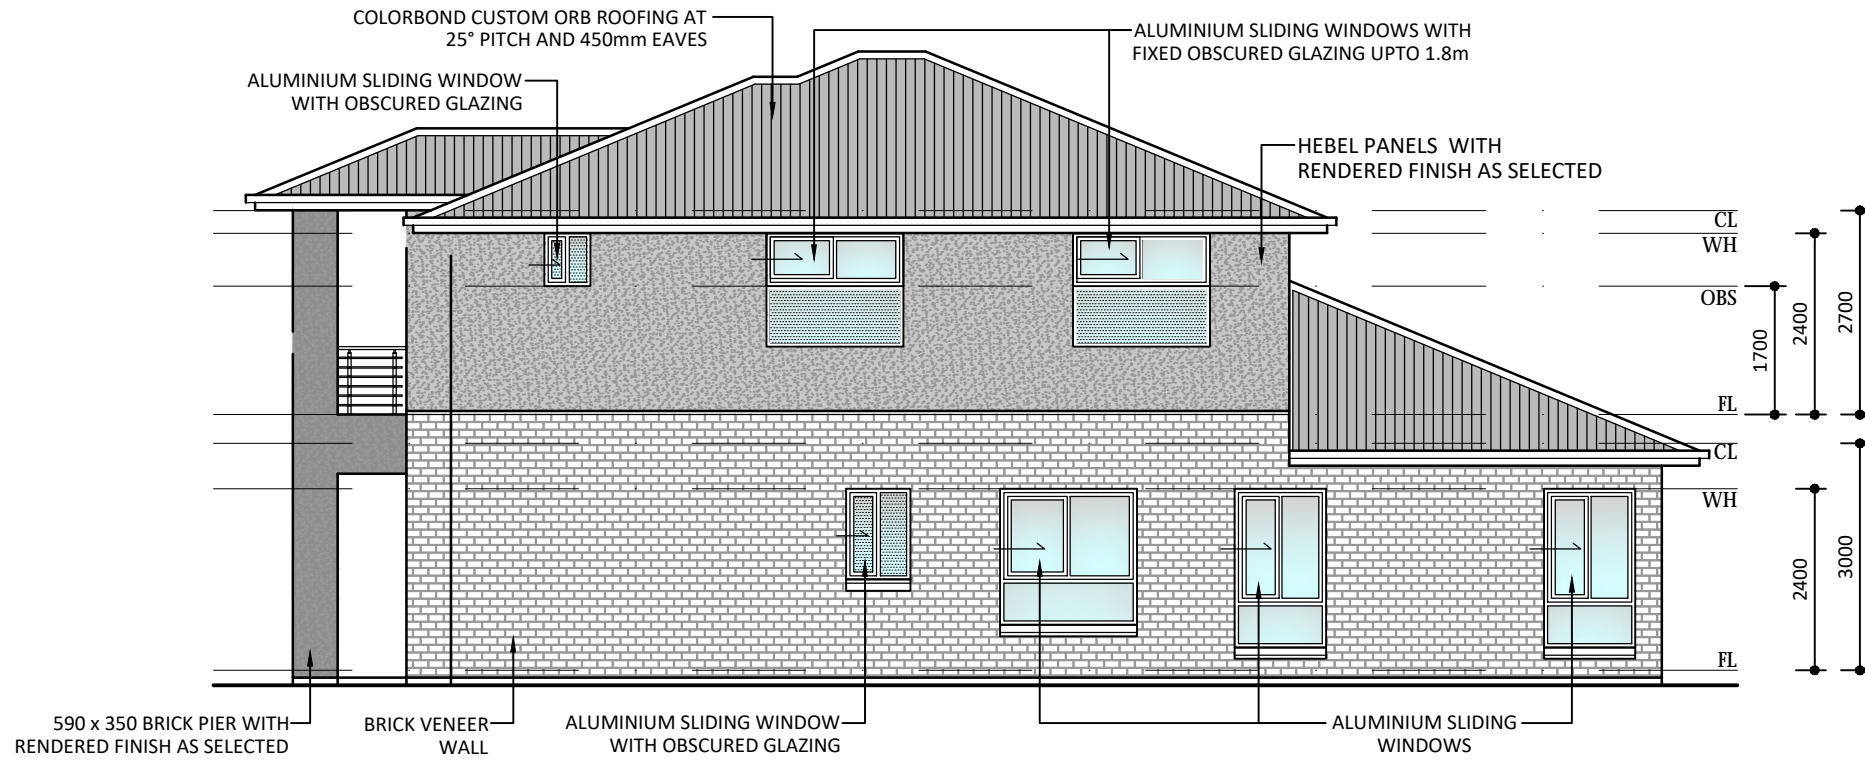 COLORBOND CUSTOM ORB ROOFING AT
25° PITCH AND 450mm EAVES
ALUMINIUM SLIDING WINDOWS WITH
FIXED OBSCURED GLAZING UPTO 1.8m
ALUMINIUM SLIDING WINDOW
WITH OBSCURED GLAZING
HEBEL PANELS WITH
RENDERED FINISH AS SELECTED
CL
WH
OBS
FL
1700
2400
2700
CL
WH
FL
2400
3000
590 x 350 BRICK PIER WITH
RENDERED FINISH AS SELECTED
BRICK VENEER
WALL
ALUMINIUM SLIDING WINDOW
WITH OBSCURED GLAZING
ALUMINIUM SLIDING
WINDOWS